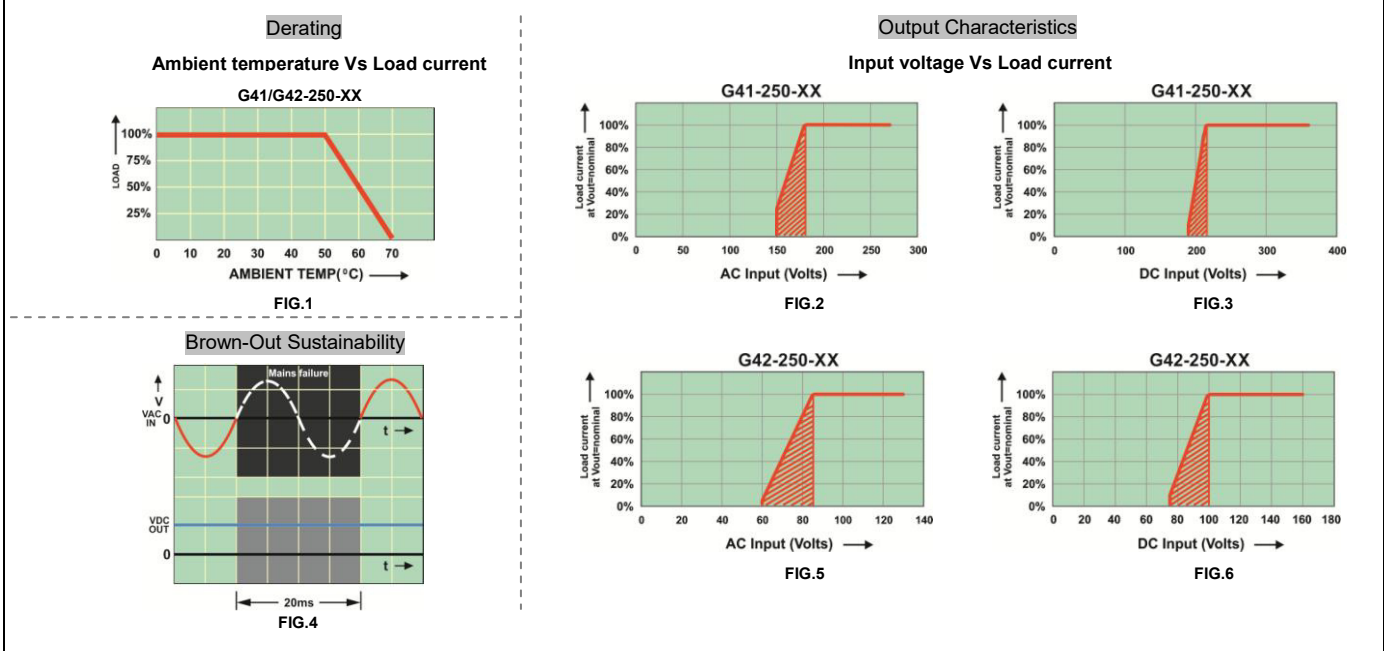 Derating
Ambient temperature Vs Load current
G41/G42-250-XX
LOAD
100%
75%
50%
25%
0 10 20 30 40 50 60 70
AMBIENT TEMP(°C)
FIG.1
Brown-Out Sustainability
Mains failure
V
VAC
IN
0
t
VDC
OUT
0
t
20ms
FIG.4
Output Characteristics
Input voltage Vs Load current
G41-250-XX
Load current
at Vout=nominal
100%
80%
60%
40%
20%
0%
0 50 100 150 200 250 300
AC Input (Volts)
FIG.2
G41-250-XX
Load current
at Vout=nominal
100%
80%
60%
40%
20%
0%
0 100 200 300 400
DC Input (Volts)
FIG.3
G42-250-XX
Load current
at Vout=nominal
100%
80%
60%
40%
20%
0%
0 20 40 60 80 100 120 140
AC Input (Volts)
FIG.5
G42-250-XX
Load current
at Vout=nominal
100%
80%
60%
40%
20%
0%
0 20 40 60 80 100 120 140 160 180
DC Input (Volts)
FIG.6